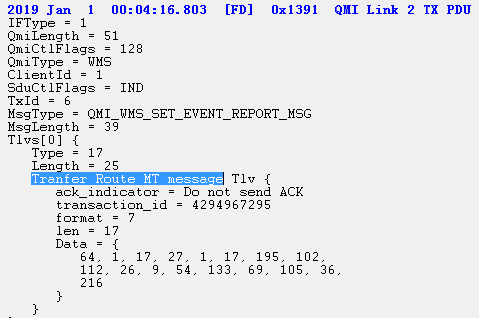 2019 Jan  1  00:04:16.803  [FD]  0x1391  QMI Link 2 TX PDU
IFType = 1
QmiLength = 51
QmiCtlFlags = 128
QmiType = WMS
ClientId = 1
SduCtlFlags = IND
TxId = 6
MsgType = QMI_WMS_SET_EVENT_REPORT_MSG
MsgLength = 39
Tlvs[0] {
   Type = 17
   Length = 25
   Tranfer Route MT message Tlv {
      ack_indicator = Do not send ACK
      transaction_id = 4294967295
      format = 7
      len = 17
      Data = {
         64, 1, 17, 27, 1, 17, 195, 102,
         112, 26, 9, 54, 133, 69, 105, 36,
         216
      }
   }